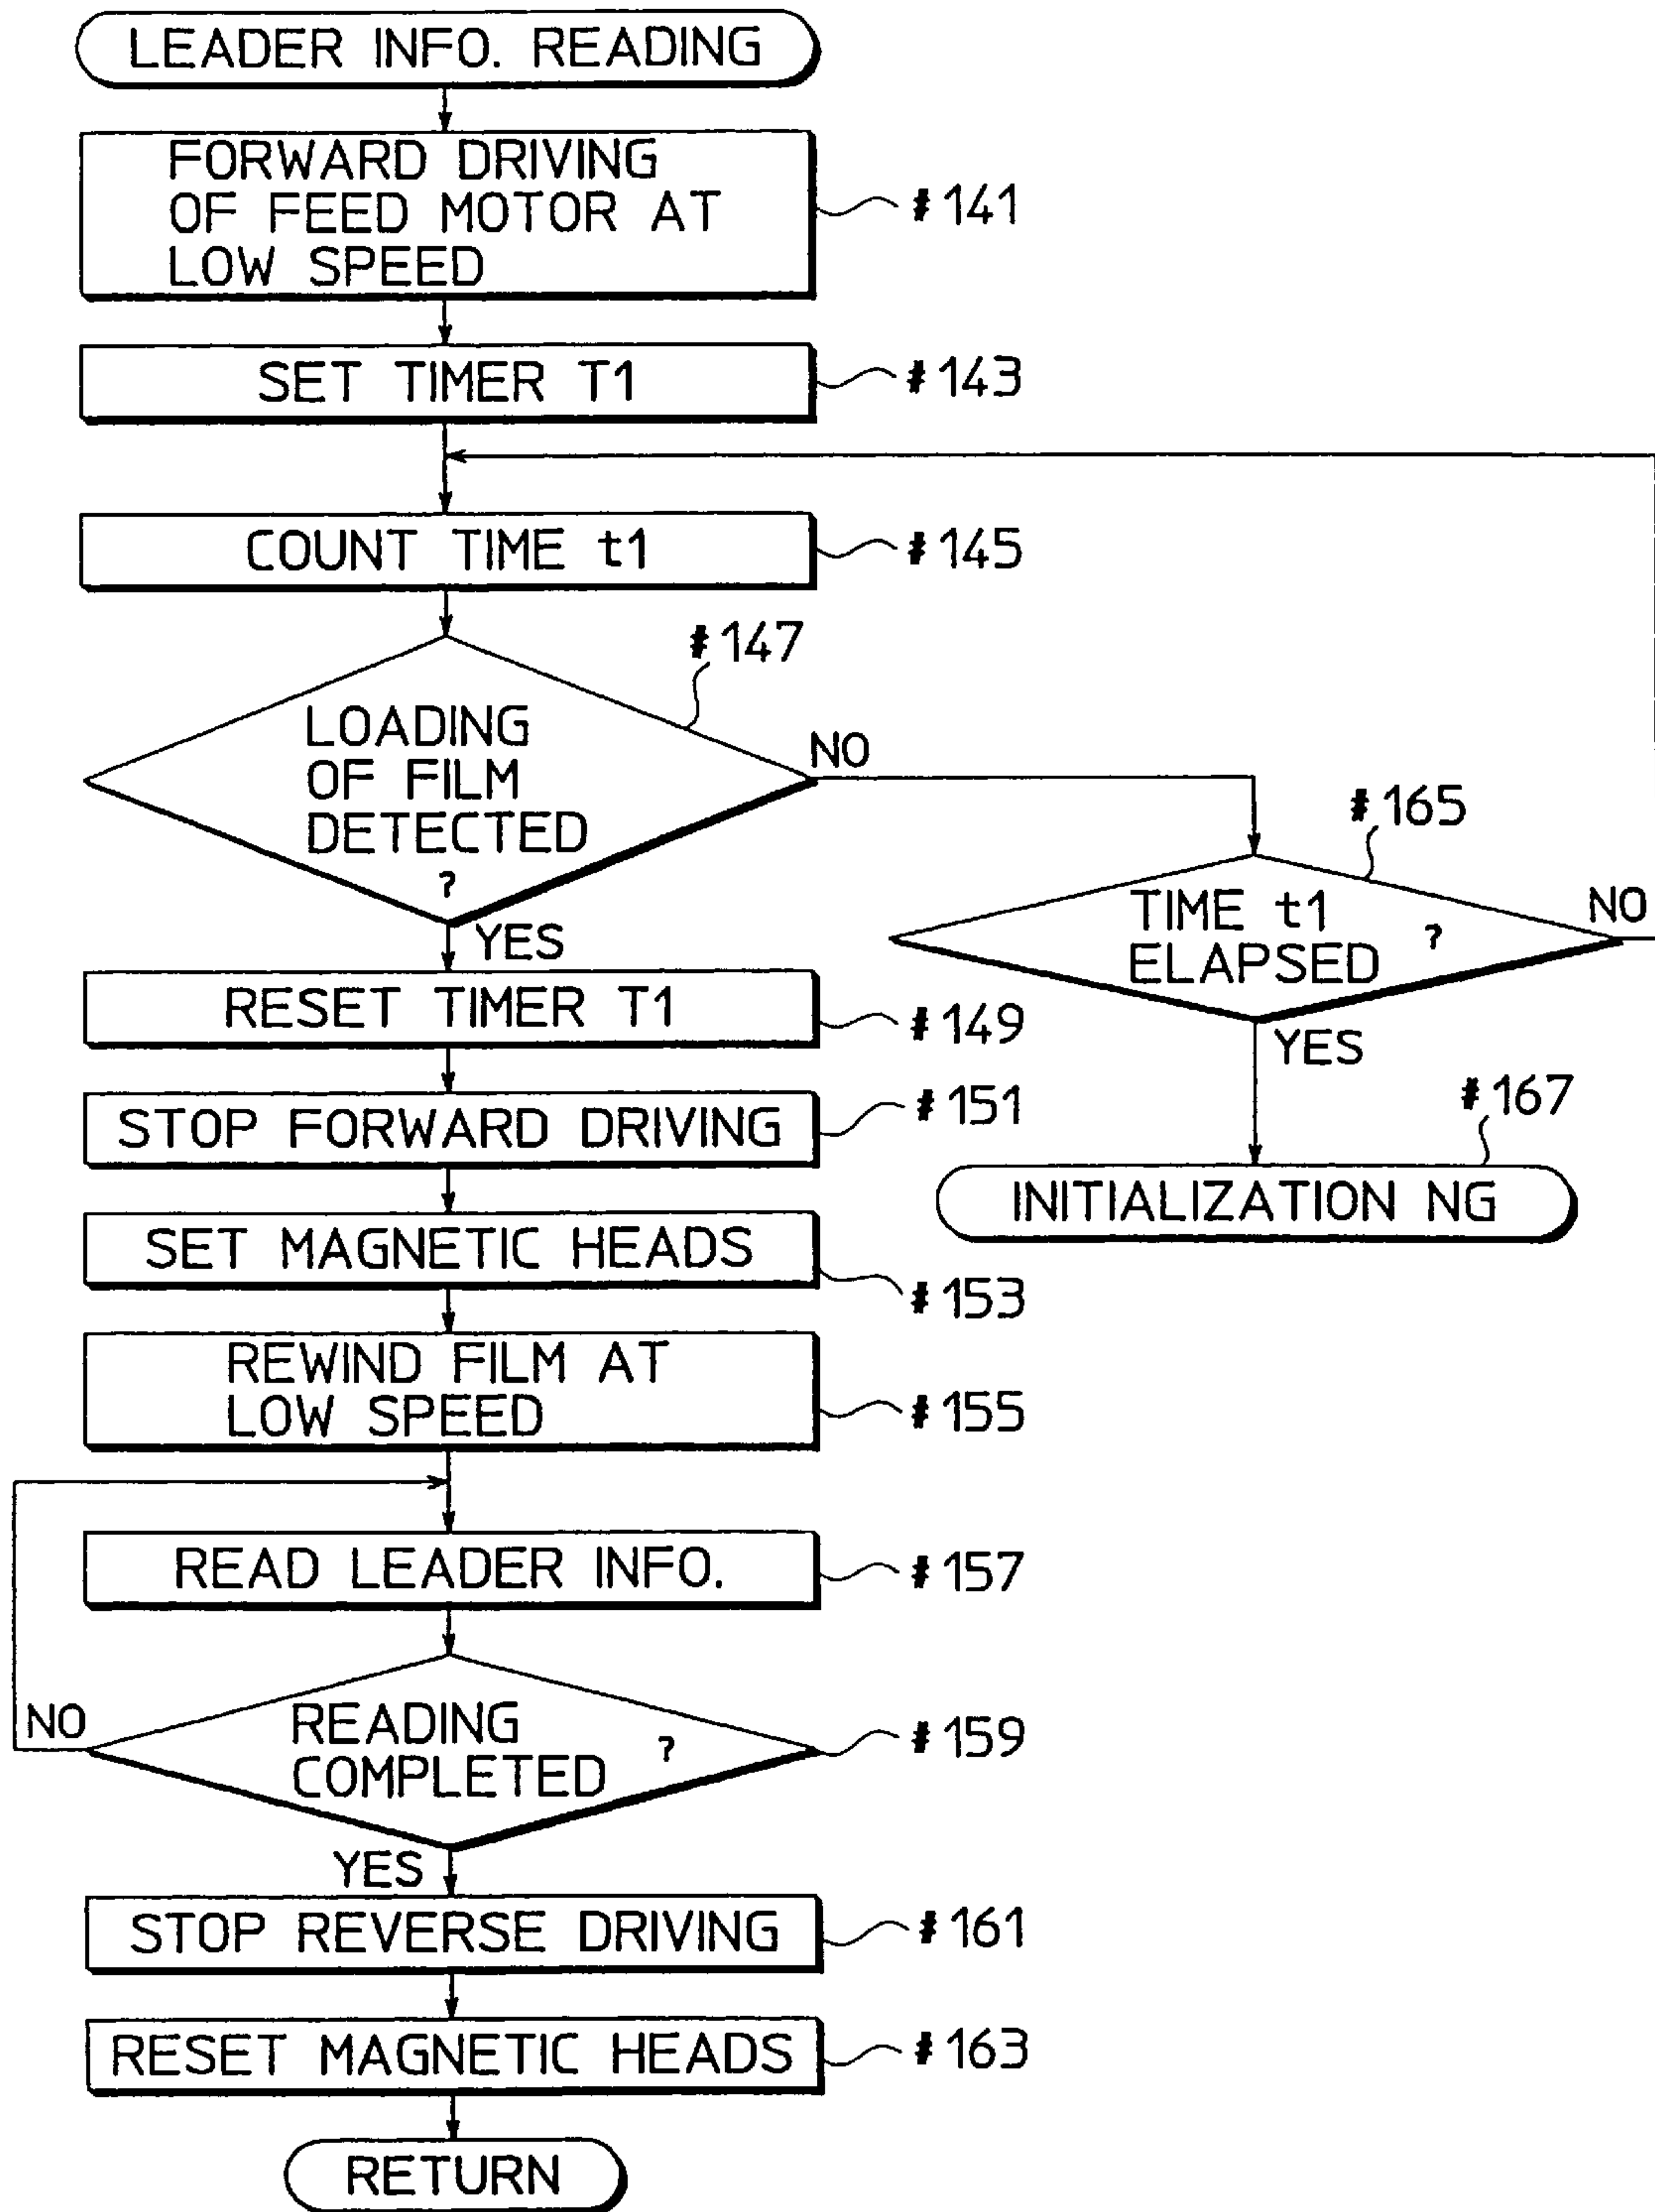 LEADER INFO. READING
FORWARD DRIVING
OF FEED MOTOR AT
LOW SPEED
#141
SET TIMER T1
#143
COUNT TIME t1
#145
#147
LOADING
OF FILM
DETECTED
?
NO
YES
#165
TIME t1
ELAPSED
?
NO
YES
#167
INITIALIZATION NG
RESET TIMER T1
#149
STOP FORWARD DRIVING
#151
SET MAGNETIC HEADS
#153
REWIND FILM AT
LOW SPEED
#155
READ LEADER INFO.
#157
READING
COMPLETED
?
#159
NO
YES
STOP REVERSE DRIVING
#161
RESET MAGNETIC HEADS
#163
RETURN